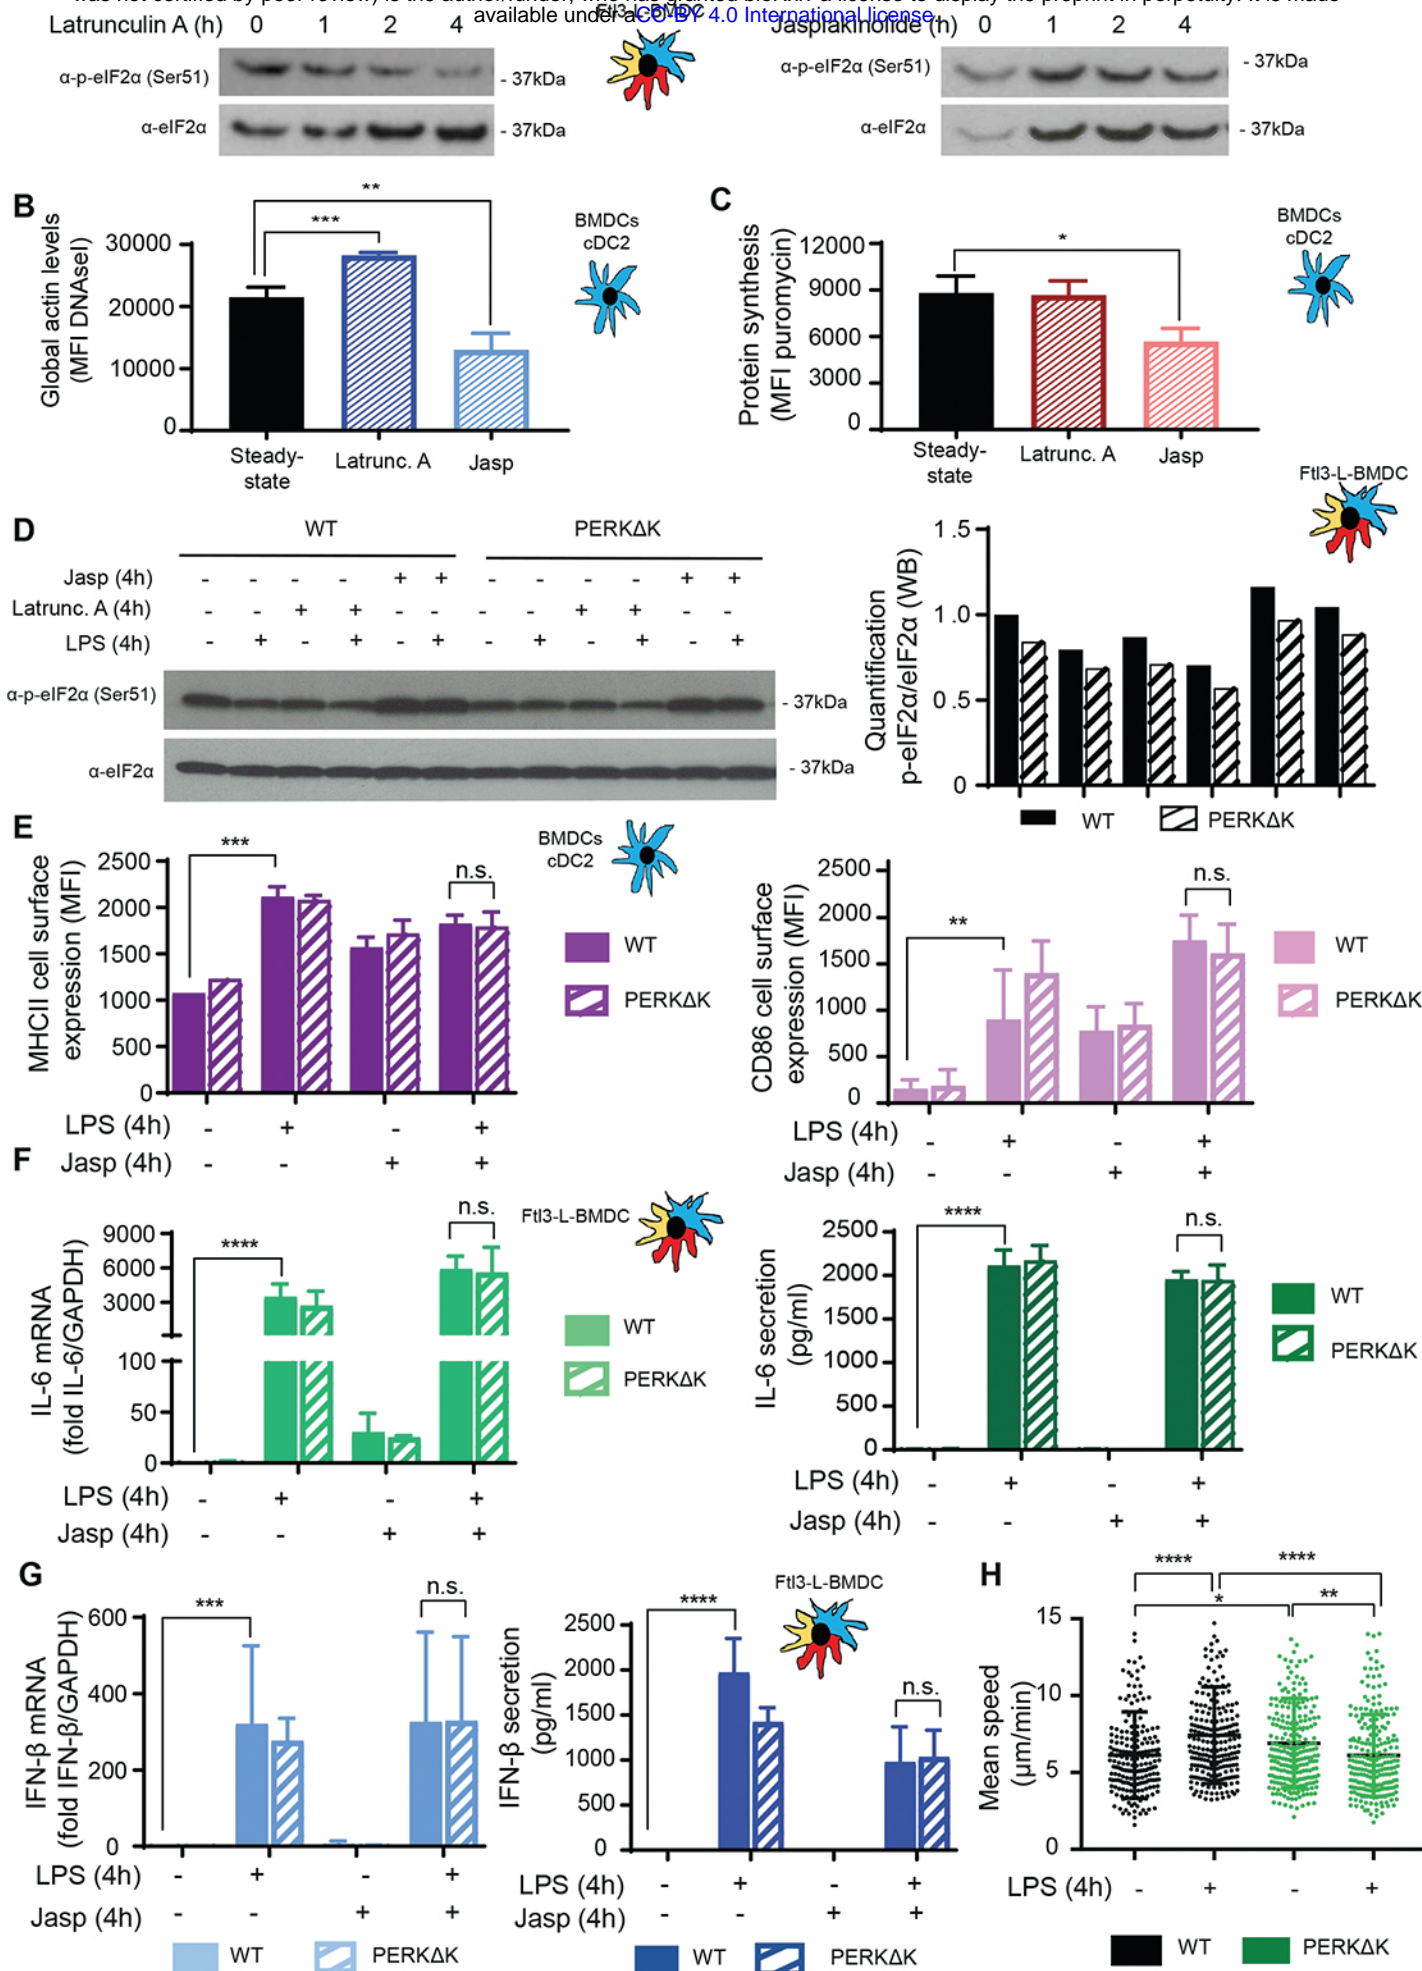 available under aCC-BY 4.0 International license.
Ftl3-L-BMDC
Latrunculin A (h) 0 1 2 4
α-p-eIF2α (Ser51) - 37kDa
α-eIF2α - 37kDa
Jaspiakinolide (h) 0 1 2 4
α-p-eIF2α (Ser51) - 37kDa
α-eIF2α - 37kDa
B
Global actin levels
(MFI DNAseI)
30000
20000
10000
0
**
***
Steady-
state
Latrunc. A
Jasp
BMDCs
cDC2
C
Protein synthesis
(MFI puromycin)
12000
9000
6000
3000
0
*
Steady-
state
Latrunc. A
Jasp
BMDCs
cDC2
D
WT PERKΔK
Jasp (4h) - - - - + + - - - - + +
Latrunc. A (4h) - - + + - - - - + + - -
LPS (4h) - + - + - + - + - + - +
α-p-eIF2α (Ser51) - 37kDa
α-eIF2α - 37kDa
Ftl3-L-BMDC
Quantification
p-eIF2α/eIF2α (WB)
1.5
1.0
0.5
0
WT PERKΔK
E
MHCII cell surface
expression (MFI)
2500
2000
1500
1000
500
0
***
n.s.
BMDCs
cDC2
WT
PERKΔK
LPS (4h) - + - +
Jasp (4h) - - + +
CD86 cell surface
expression (MFI)
2500
2000
1500
1000
500
0
**
n.s.
WT
PERKΔK
LPS (4h) - + - +
Jasp (4h) - - + +
F
IL-6 mRNA
(fold IL-6/GAPDH)
9000
6000
3000
100
50
0
****
n.s.
Ftl3-L-BMDC
WT
PERKΔK
LPS (4h) - + - +
Jasp (4h) - - + +
IL-6 secretion
(pg/ml)
2500
2000
1500
1000
500
0
****
n.s.
WT
PERKΔK
LPS (4h) - + - +
Jasp (4h) - - + +
G
IFN-β mRNA
(fold IFN-β/GAPDH)
600
400
200
0
***
n.s.
LPS (4h) - + - +
Jasp (4h) - - + +
WT PERKΔK
IFN-β secretion
(pg/ml)
2500
2000
1500
1000
500
0
****
n.s.
Ftl3-L-BMDC
LPS (4h) - + - +
Jasp (4h) - - + +
WT PERKΔK
H
Mean speed
(µm/min)
15
10
5
0
**** ****
* **
LPS (4h) - + - +
WT PERKΔK